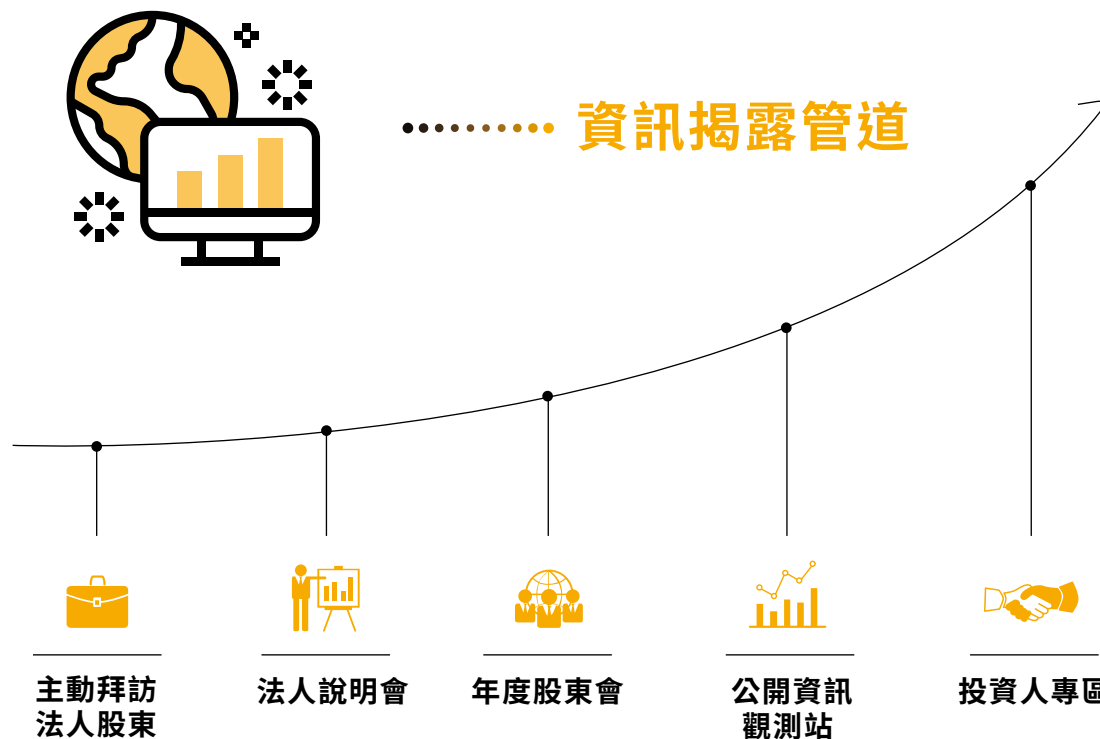 資訊揭露管道
主動拜訪
法人股東
法人說明會
年度股東會
公開資訊
觀測站
投資人專區